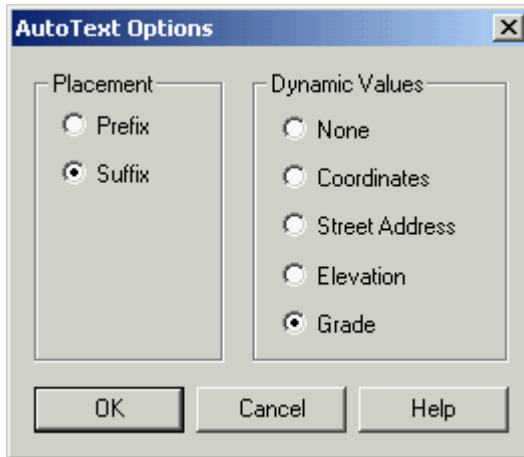 AutoText Options
Placement
Prefix
Suffix
Dynamic Values
None
Coordinates
Street Address
Elevation
Grade
OK
Cancel
Help